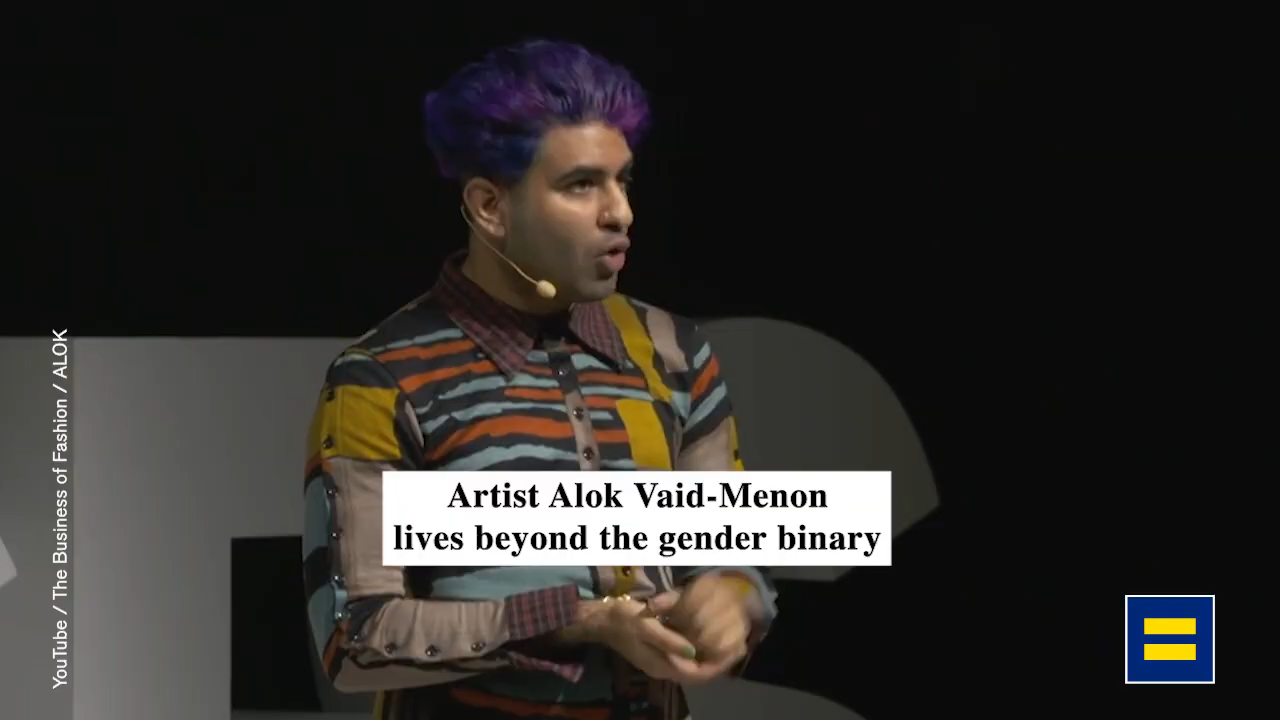 YouTube / The Business of Fashion / ALOK
Artist Alok Vaid-Menon
lives beyond the gender binary